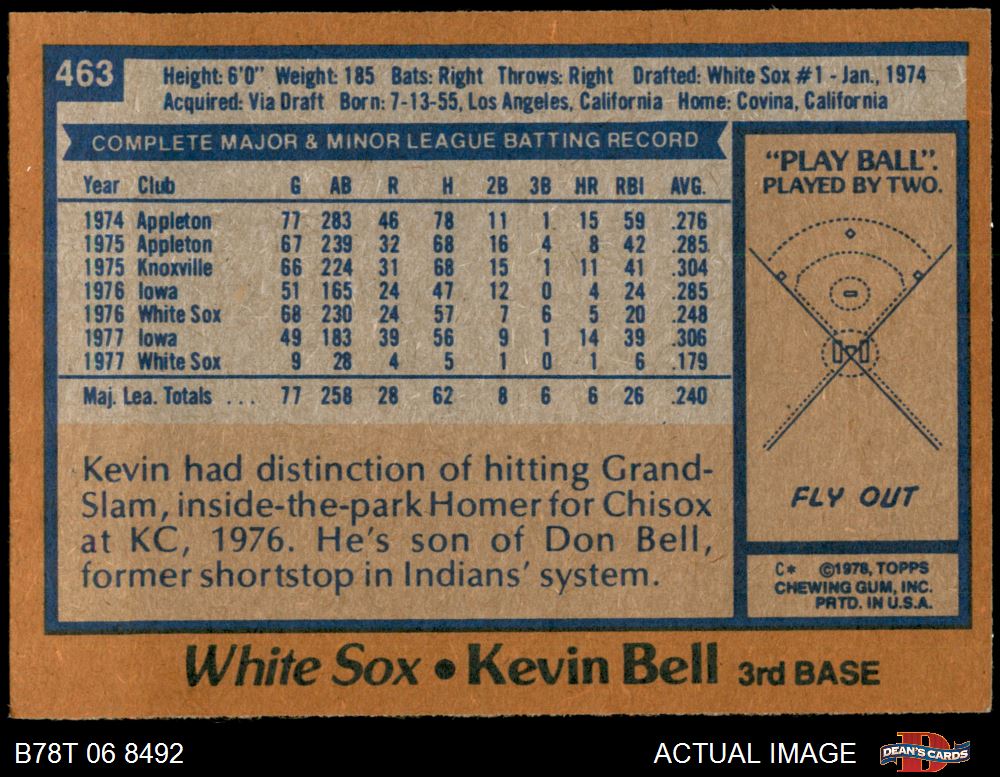 463
Height: 6'0" Weight: 185 Bats: Right Throws: Right Drafted: White Sox #1 - Jan., 1974
Acquired: Via Draft Born: 7-13-55, Los Angeles, California Home: Covina, California
COMPLETE MAJOR & MINOR LEAGUE BATTING RECORD
Year Club G AB R H 2B 3B HR RBI AVG.
1974 Appleton 77 283 46 78 11 1 15 59 .276
1975 Appleton 67 239 32 68 16 4 8 42 .285
1975 Knoxville 66 224 31 68 15 1 11 41 .304
1976 Iowa 51 165 24 47 12 0 4 24 .285
1976 White Sox 68 230 24 57 7 6 5 20 .248
1977 Iowa 49 183 39 56 9 1 14 39 .306
1977 White Sox 9 28 4 5 1 0 1 6 .179
Maj. Lea. Totals . . . 77 258 28 62 8 6 6 26 .240
Kevin had distinction of hitting Grand-
Slam, inside-the-park Homer for Chisox
at KC, 1976. He's son of Don Bell,
former shortstop in Indians' system.
"PLAY BALL".
PLAYED BY TWO.
FLY OUT
C* ©1978, TOPPS
CHEWING GUM, INC.
PRTD. IN U.S.A.
White Sox • Kevin Bell 3rd BASE
B78T 06 8492
ACTUAL IMAGE
D
DEAN'S CARDS